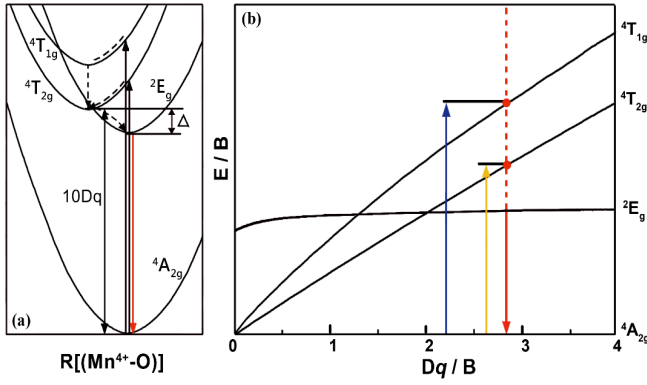 ⁴T₁g
⁴T₂g
²Eg
Δ
10Dq
⁴A₂g
(a)
R[(Mn⁴⁺-O)]
(b)
E / B
⁴T₁g
⁴T₂g
²Eg
⁴A₂g
0 1 2 3 4
Dq / B